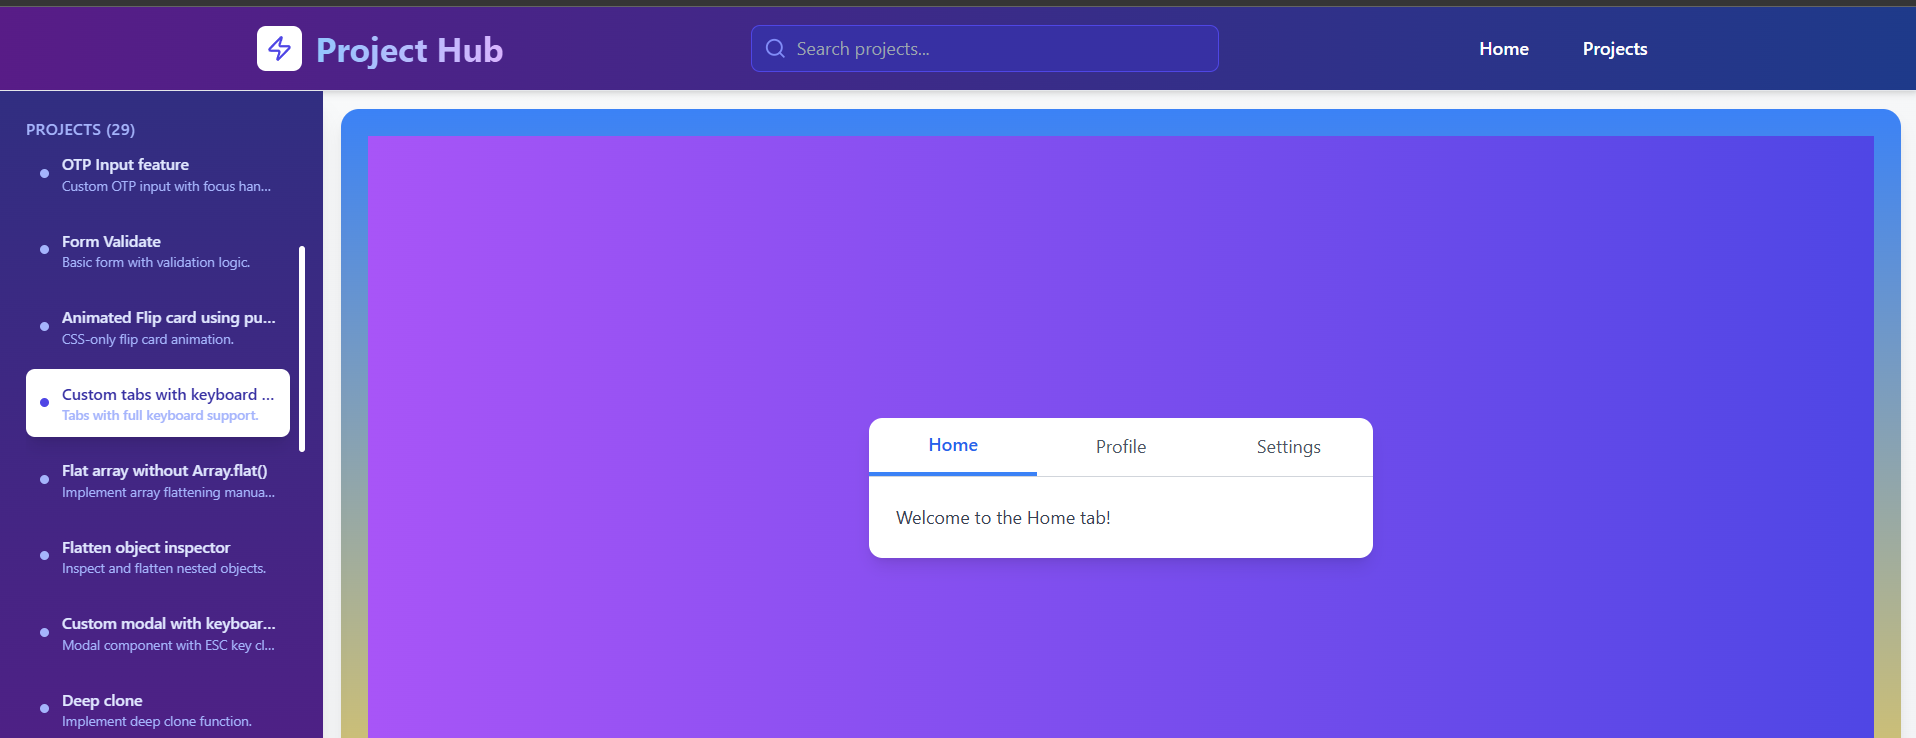 Project Hub
Search projects...
Home
Projects
PROJECTS (29)
OTP Input feature
Custom OTP input with focus han...
Form Validate
Basic form with validation logic.
Animated Flip card using pu...
CSS-only flip card animation.
Custom tabs with keyboard ...
Tabs with full keyboard support.
Flat array without Array.flat()
Implement array flattening manua...
Flatten object inspector
Inspect and flatten nested objects.
Custom modal with keyboar...
Modal component with ESC key cl...
Deep clone
Implement deep clone function.
Home
Profile
Settings
Welcome to the Home tab!